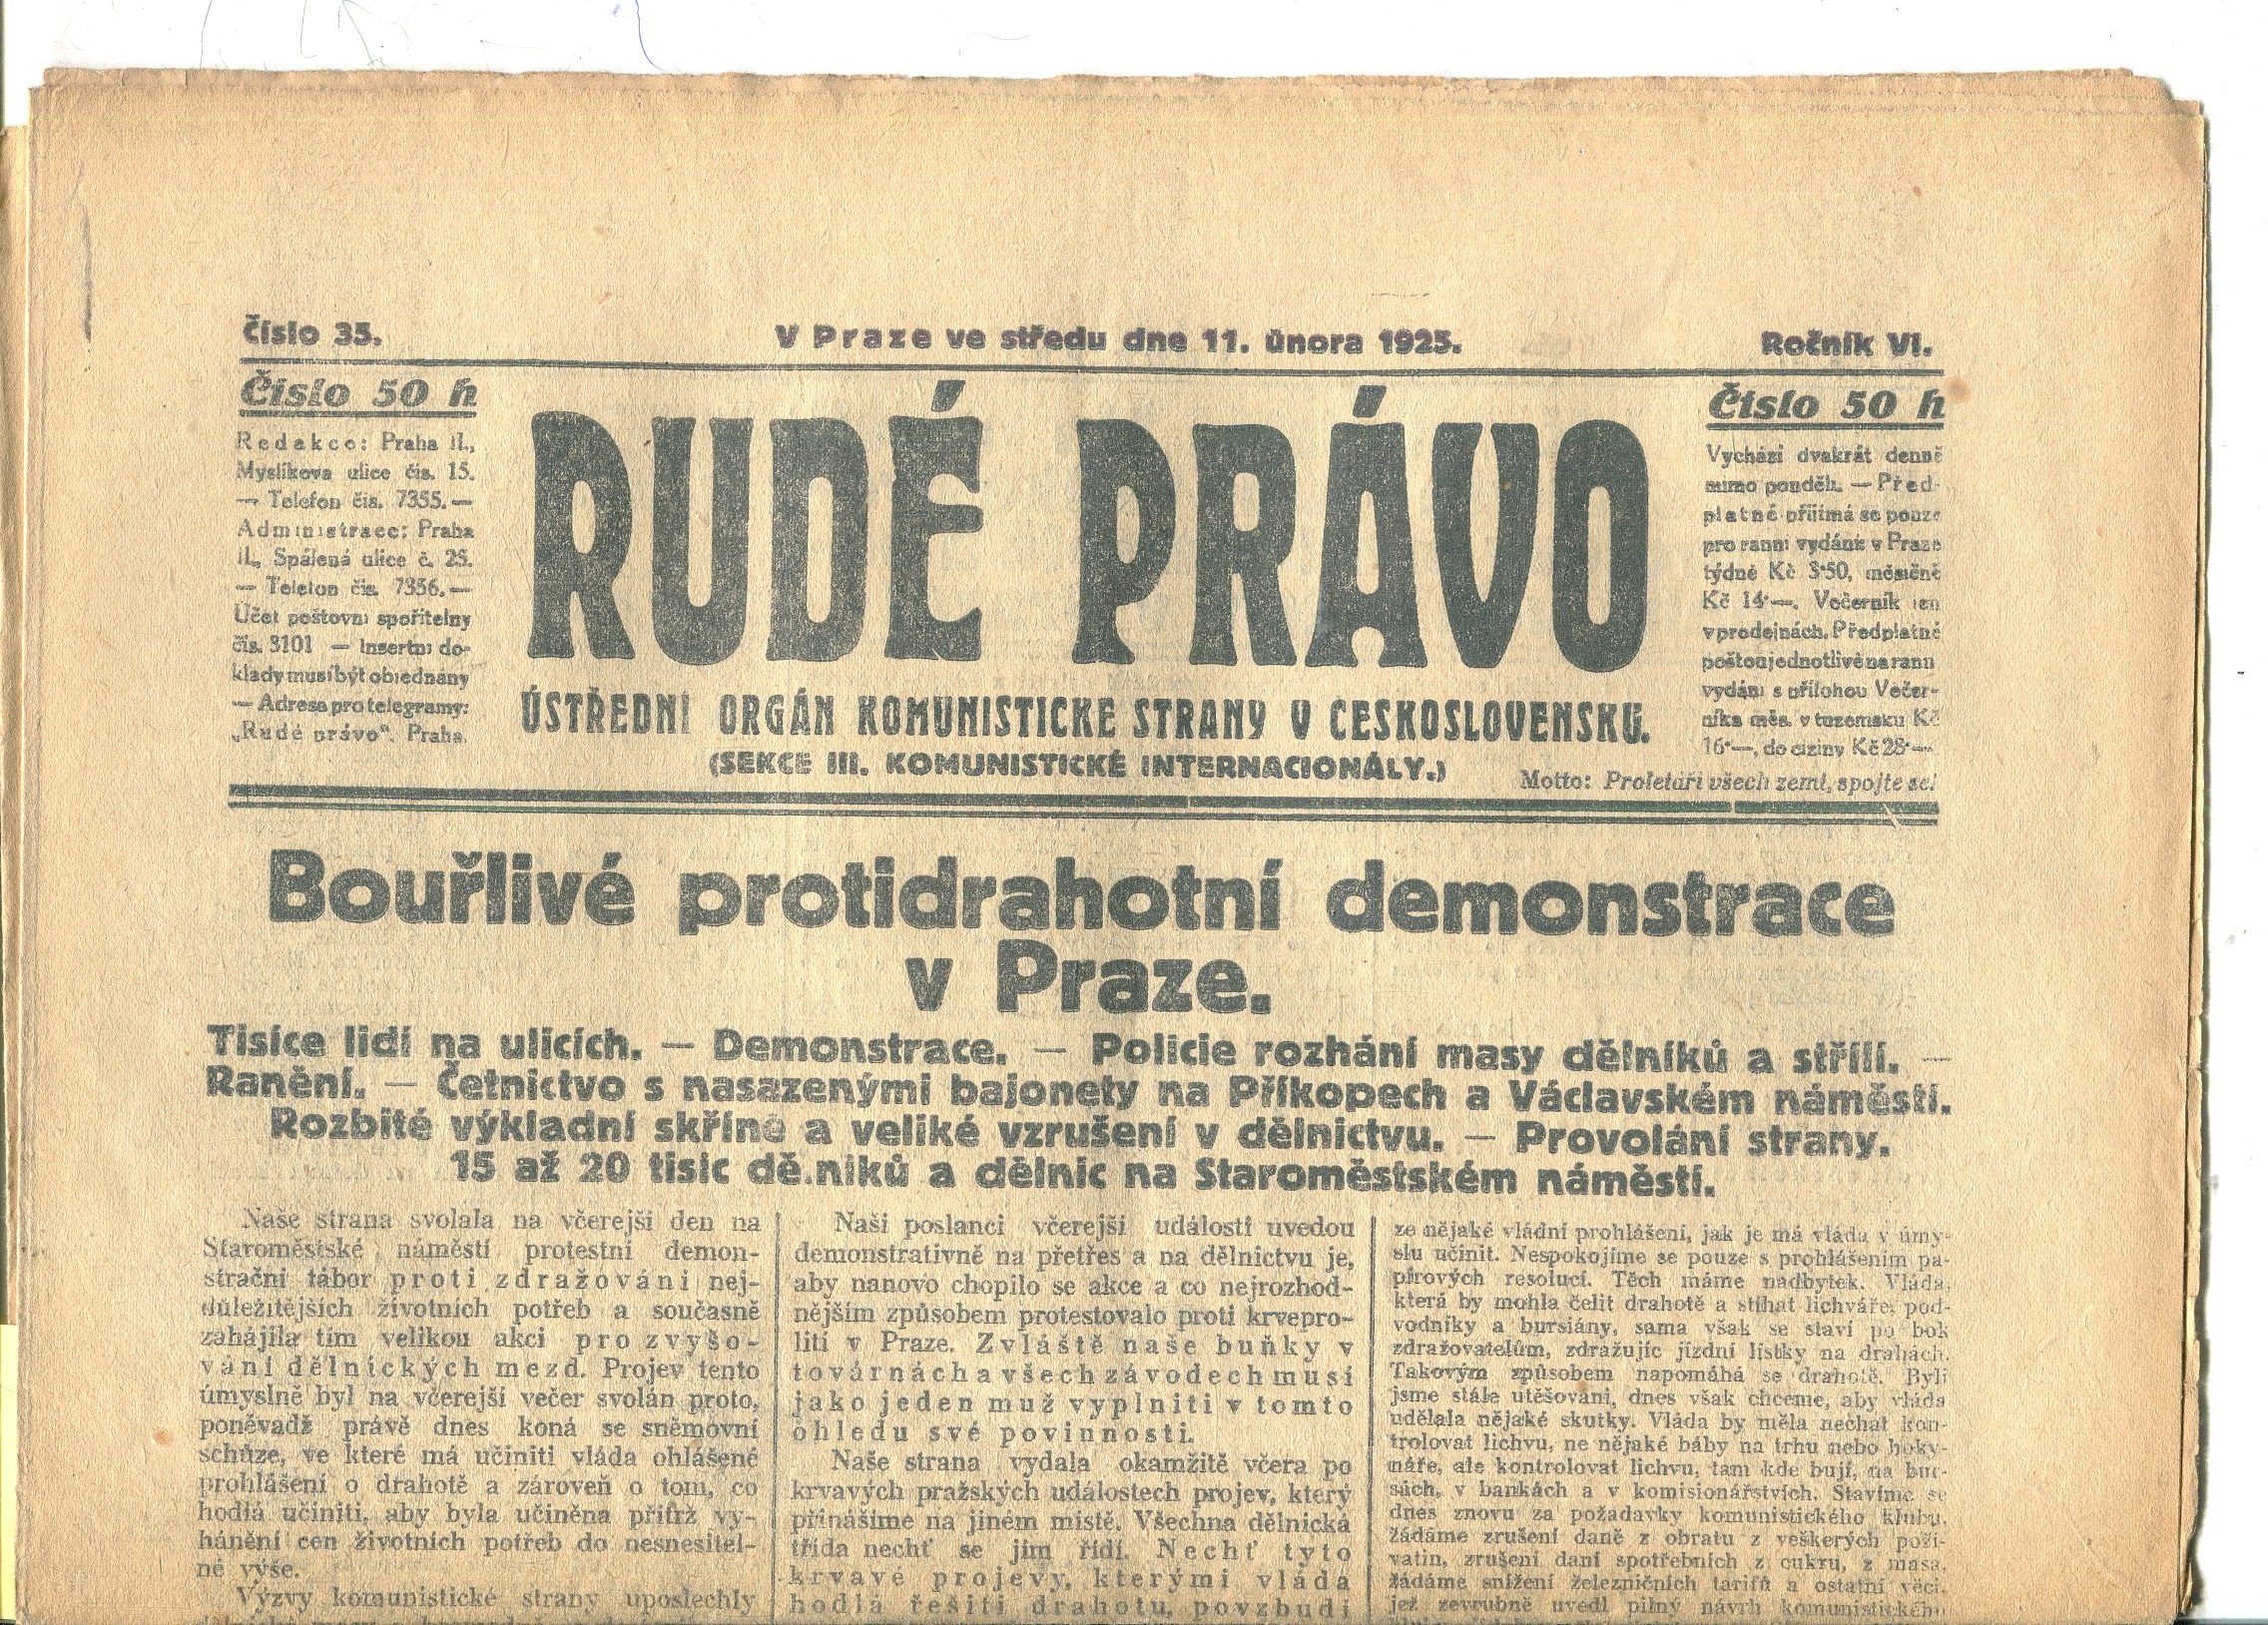 Číslo 35.
V Praze ve středu dne 11. února 1925.
Ročník VI.
Číslo 50 h
Redakce: Praha II.,
Myslíkova ulice čís. 15.
— Telefon čís. 7355. —
Administrace: Praha
II., Spálená ulice č. 25.
— Telefon čís. 7356. —
Účet poštovní spořitelny
čís. 3101 — Insertní do-
klady musí být objednány
— Adresa pro telegramy:
„Rudé právo“, Praha.
RUDÉ PRÁVO
ÚSTŘEDNÍ ORGÁN KOMUNISTICKÉ STRANY V ČESKOSLOVENSKU.
(SEKCE III. KOMUNISTICKÉ INTERNACIONÁLY.)
Číslo 50 h
Vychází dvakrát denně
mimo pondělí. — Před-
platné přijímá se pouze
pro ranní vydání: v Praze
týdně Kč 3·50, měsíčně
Kč 14·—. Večerník jen
v prodejnách. Předplatné
poštou jednotlivě na ranní
vydání s přílohou Večer-
níka měs. v tuzemsku Kč
16·—, do ciziny Kč 28·—
Motto: Proletáři všech zemí, spojte se!
Bouřlivé protidrahotní demonstrace
v Praze.
Tisíce lidí na ulicích. — Demonstrace. — Policie rozhání masy dělníků a střílí. —
Ranění. — Četnictvo s nasazenými bajonety na Příkopech a Václavském náměstí.
Rozbité výkladní skříně a veliké vzrušení v dělnictvu. — Provolání strany.
15 až 20 tisíc dělníků a dělnic na Staroměstském náměstí.
Naše strana svolala na včerejší den na
Staroměstské náměstí protestní demon-
strační tábor proti zdražování nej-
důležitějších životních potřeb a současně
zahájila tím velikou akci pro zvyšo-
vání dělnických mezd. Projev tento
úmyslně byl na včerejší večer svolán proto,
poněvadž právě dnes koná se sněmovní
schůze, ve které má učiniti vláda ohlášené
prohlášení o drahotě a zároveň o tom, co
hodlá učiniti, aby byla učiněna přítrž vy-
hánění cen životních potřeb do nesnesitel-
né výše.
Výzvy komunistické strany uposlechly
Naši poslanci včerejší události uvedou
demonstrativně na přetřes a na dělnictvu je,
aby nanovo chopilo se akce a co nejrozhod-
nějším způsobem protestovalo proti krvepro-
lití v Praze. Zvláště naše buňky v
továrnách a všech závodech musí
jako jeden muž vyplniti v tomto
ohledu své povinnosti.
Naše strana vydala okamžitě včera po
krvavých pražských událostech projev, který
přinášíme na jiném místě. Všechna dělnická
třída nechť se jím řídí. Nechť tyto
krvavé projevy, kterými vláda
hodlá řešiti drahotu, povzbudí
ze nějaké vládní prohlášení, jak je má vláda v úmy-
slu učinit. Nespokojíme se pouze s prohlášením pa-
pírových resolucí. Těch máme nadbytek. Vláda,
která by mohla čelit drahotě a stíhat lichváře, pod-
vodníky a bursiány, sama však se staví po bok
zdražovatelům, zdražujíc jízdní lístky na drahách.
Takovým způsobem napomáhá se drahotě. Byli
jsme stále utěšováni, dnes však chceme, aby vláda
udělala nějaké skutky. Vláda by měla nechat kon-
trolovat lichvu, ne nějaké báby na trhu nebo hoky-
náře, ale kontrolovat lichvu, tam kde bují, na bur-
sách, v bankách a v komisionářstvích. Stavíme se
dnes znovu za požadavky komunistického klubu,
žádáme zrušení daně z obratu z veškerých poži-
vatin, zrušení daní spotřebních z cukru, z masa,
žádáme snížení železničních tarifů a ostatní věci,
jež zevrubně uvedl pilný návrh komunistického